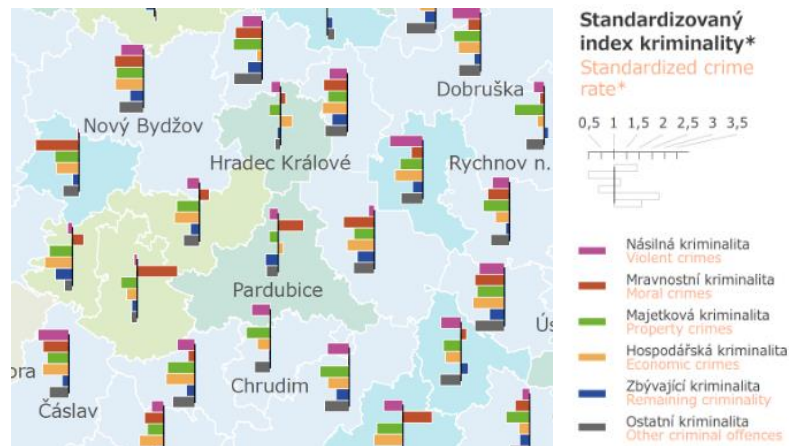 Dobruška
Nový Bydžov
Hradec Králové
Rychnov n.
Pardubice
Ús
ora
Chrudim
Čáslav
Standardizovaný
index kriminality*
Standardized crime
rate*
0,5 1 1,5 2 2,5 3 3,5
Násilná kriminalita
Violent crimes
Mravnostní kriminalita
Moral crimes
Majetková kriminalita
Property crimes
Hospodářská kriminalita
Economic crimes
Zbývající kriminalita
Remaining criminality
Ostatní kriminalita
Other criminal offences